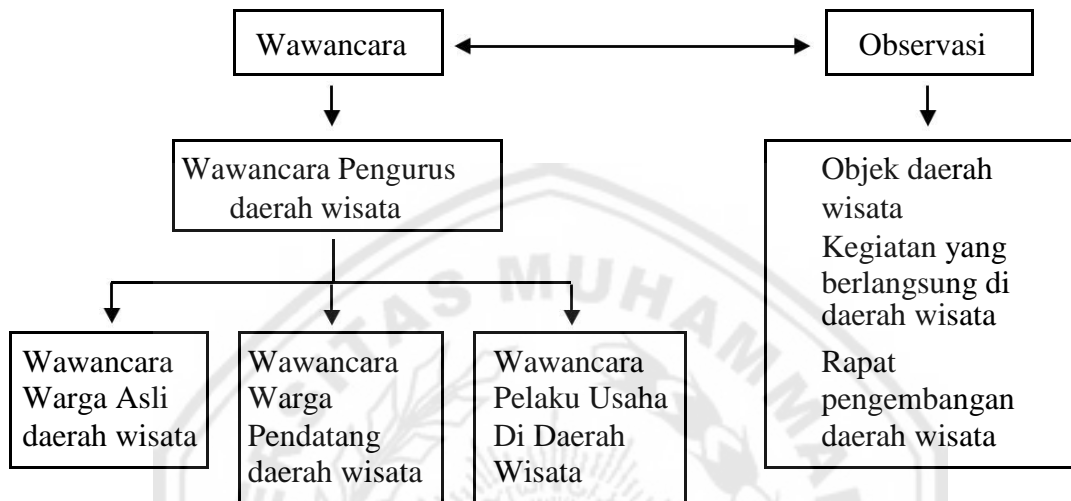 Wawancara
Observasi
Wawancara Pengurus
daerah wisata
Objek daerah
wisata
Kegiatan yang
berlangsung di
daerah wisata
Rapat
pengembangan
daerah wisata
Wawancara
Warga Asli
daerah wisata
Wawancara
Warga
Pendatang
daerah wisata
Wawancara
Pelaku Usaha
Di Daerah
Wisata